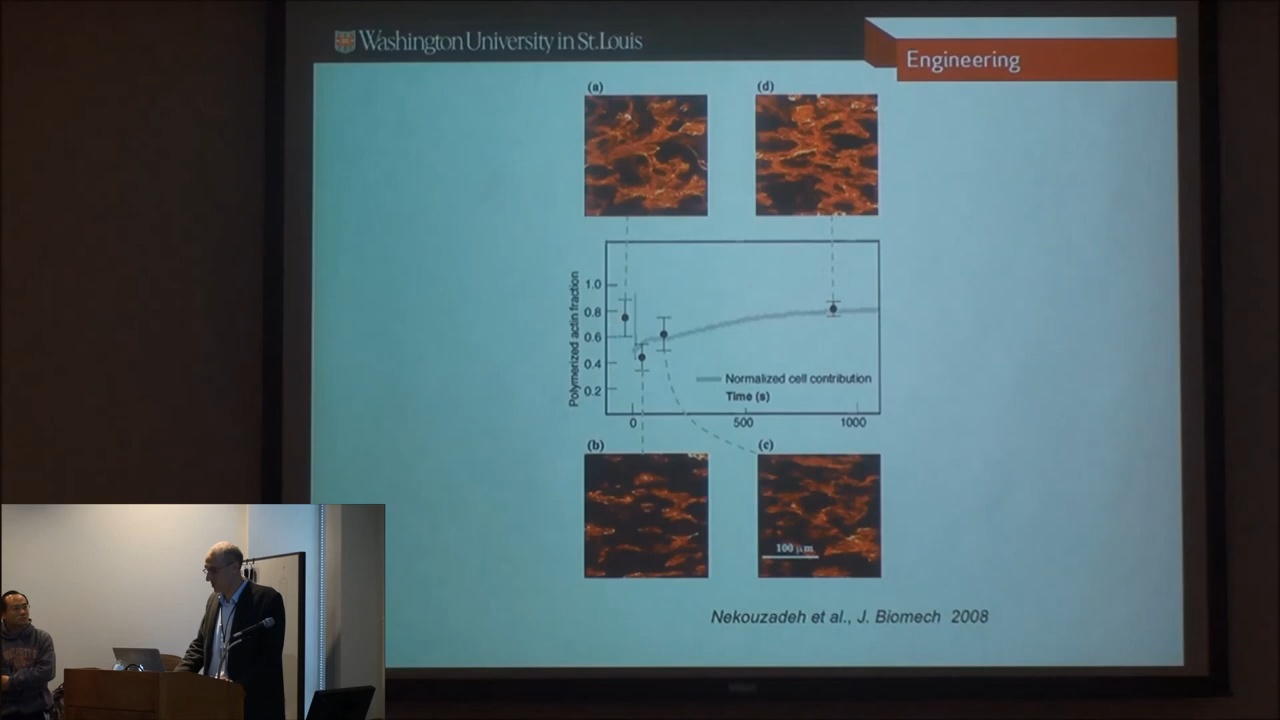 Washington University in St.Louis
Engineering
(a)
(d)
Polymerized actin fraction
1.0
0.8
0.6
0.4
0.2
Normalized cell contribution
Time (s)
0
500
1000
(b)
(c)
100 µm
Nekouzadeh et al., J. Biomech 2008